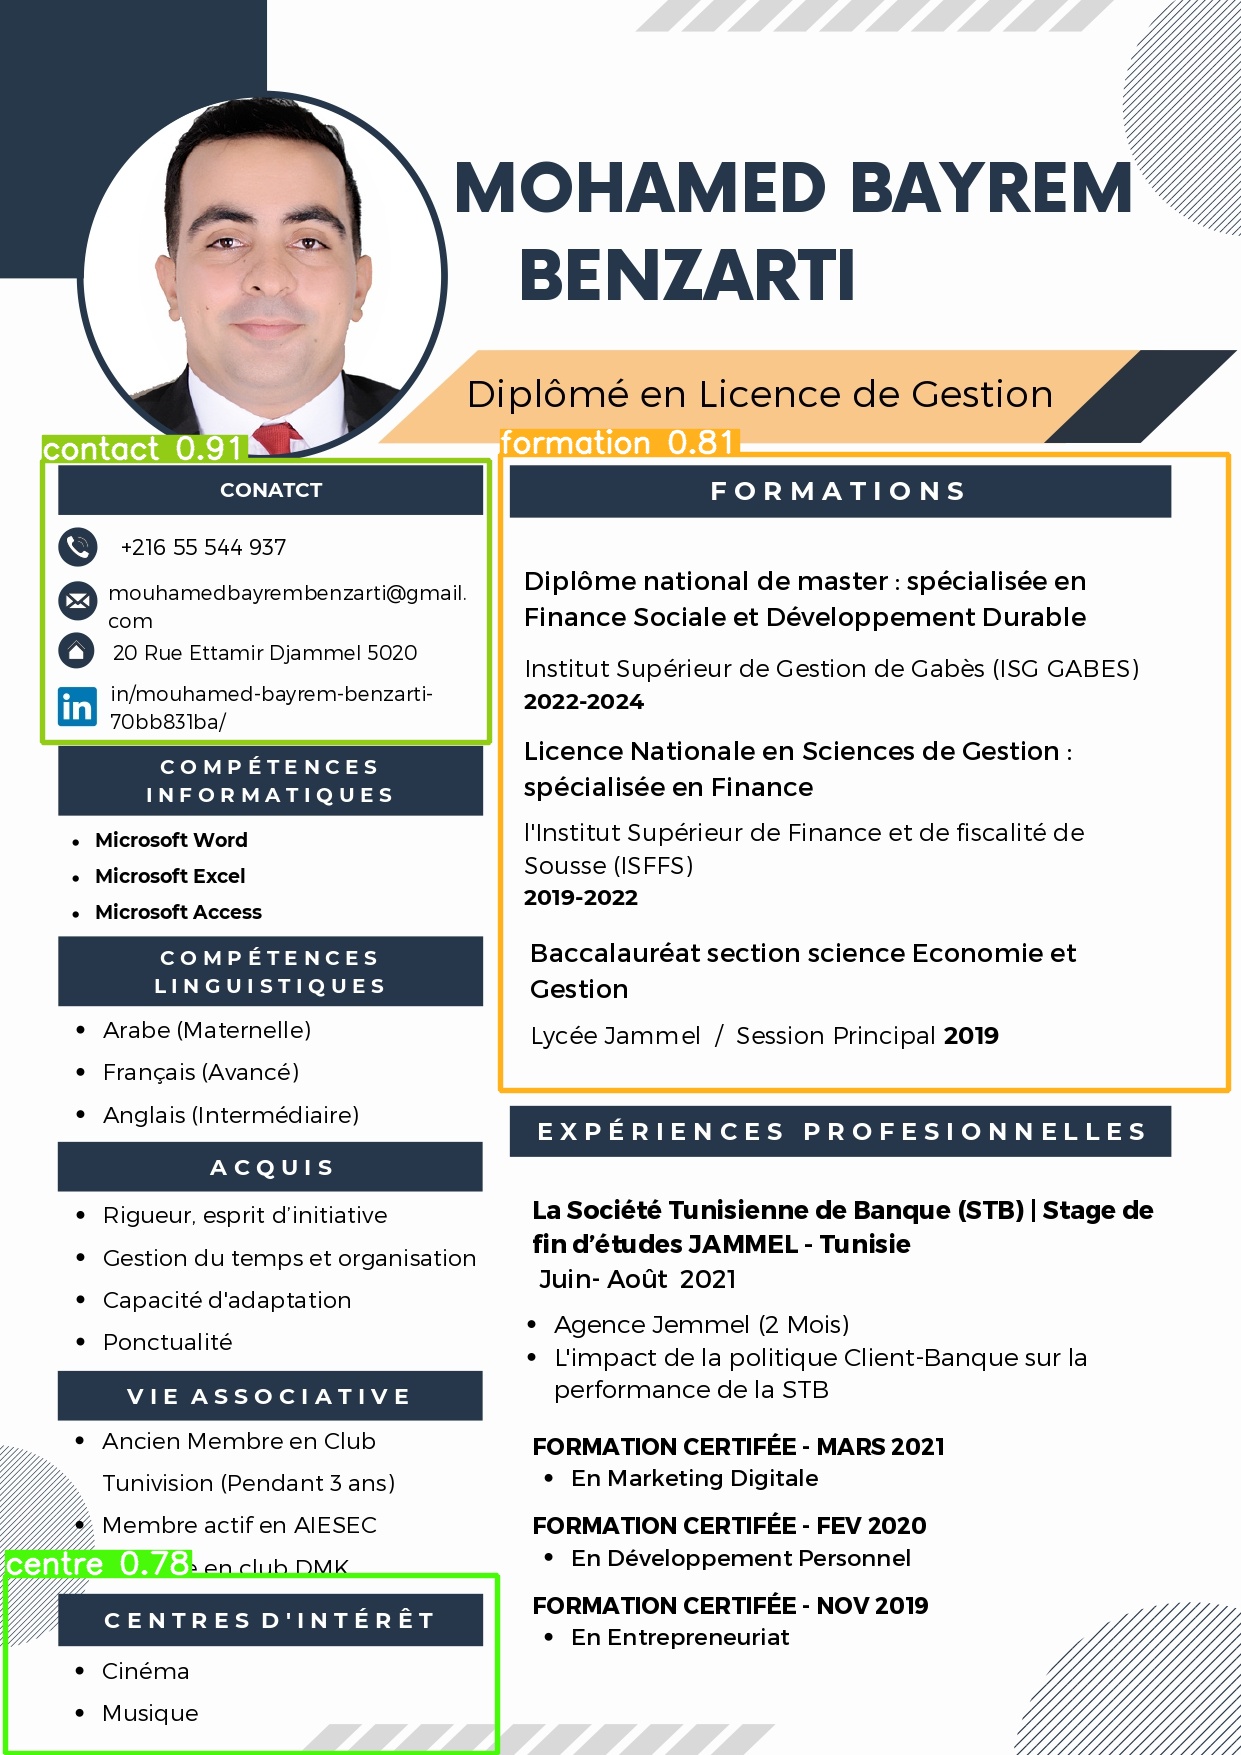 MOHAMED BAYREM
BENZARTI
Diplômé en Licence de Gestion
contact 0.91
CONATCT
+216 55 544 937
mouhamedbayrembenzarti@gmail.
com
20 Rue Ettamir Djammel 5020
in/mouhamed-bayrem-benzarti-
70bb831ba/
COMPÉTENCES
INFORMATIQUES
• Microsoft Word
• Microsoft Excel
• Microsoft Access
COMPÉTENCES
LINGUISTIQUES
• Arabe (Maternelle)
• Français (Avancé)
• Anglais (Intermédiaire)
ACQUIS
• Rigueur, esprit d’initiative
• Gestion du temps et organisation
• Capacité d'adaptation
• Ponctualité
VIE ASSOCIATIVE
• Ancien Membre en Club
Tunivision (Pendant 3 ans)
• Membre actif en AIESEC
en club DMK
centre 0.78
CENTRES D'INTÉRÊT
• Cinéma
• Musique
formation 0.81
FORMATIONS
Diplôme national de master : spécialisée en
Finance Sociale et Développement Durable
Institut Supérieur de Gestion de Gabès (ISG GABES)
2022-2024
Licence Nationale en Sciences de Gestion :
spécialisée en Finance
l'Institut Supérieur de Finance et de fiscalité de
Sousse (ISFFS)
2019-2022
Baccalauréat section science Economie et
Gestion
Lycée Jammel / Session Principal 2019
EXPÉRIENCES PROFESIONNELLES
La Société Tunisienne de Banque (STB) | Stage de
fin d’études JAMMEL - Tunisie
Juin- Août 2021
• Agence Jemmel (2 Mois)
• L'impact de la politique Client-Banque sur la
performance de la STB
FORMATION CERTIFÉE - MARS 2021
• En Marketing Digitale
FORMATION CERTIFÉE - FEV 2020
• En Développement Personnel
FORMATION CERTIFÉE - NOV 2019
• En Entrepreneuriat